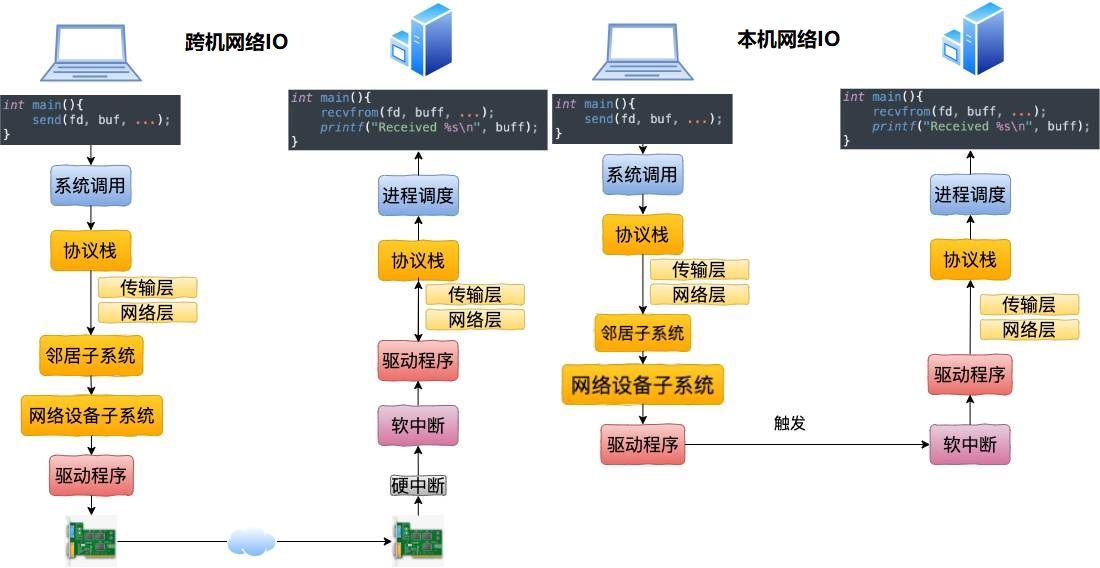 跨机网络IO
int main(){
send(fd, buf, ...);
}
系统调用
协议栈
传输层
网络层
邻居子系统
网络设备子系统
驱动程序
int main(){
recvfrom(fd, buff, ...);
printf("Received %s\n", buff);
}
进程调度
协议栈
传输层
网络层
驱动程序
软中断
硬中断
本机网络IO
int main(){
send(fd, buf, ...);
}
系统调用
协议栈
传输层
网络层
邻居子系统
网络设备子系统
驱动程序
触发
int main(){
recvfrom(fd, buff, ...);
printf("Received %s\n", buff);
}
进程调度
协议栈
传输层
网络层
驱动程序
软中断